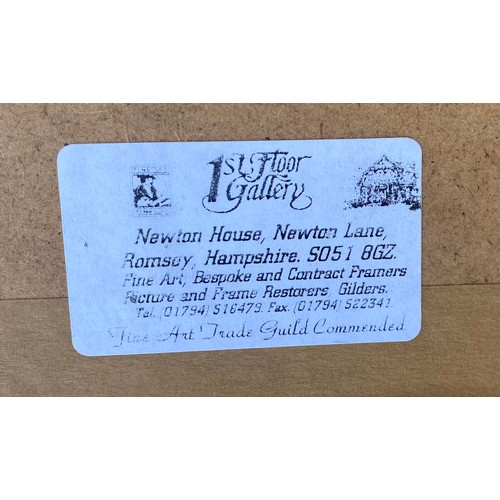 1st Floor
Gallery
Newton House, Newton Lane,
Romsey, Hampshire. SO51 8GZ.
Fine Art, Bespoke and Contract Framers
Picture and Frame Restorers, Gilders.
Tel. (01794) 516479. Fax. (01794) 522341.
Fine Art Trade Guild Commended